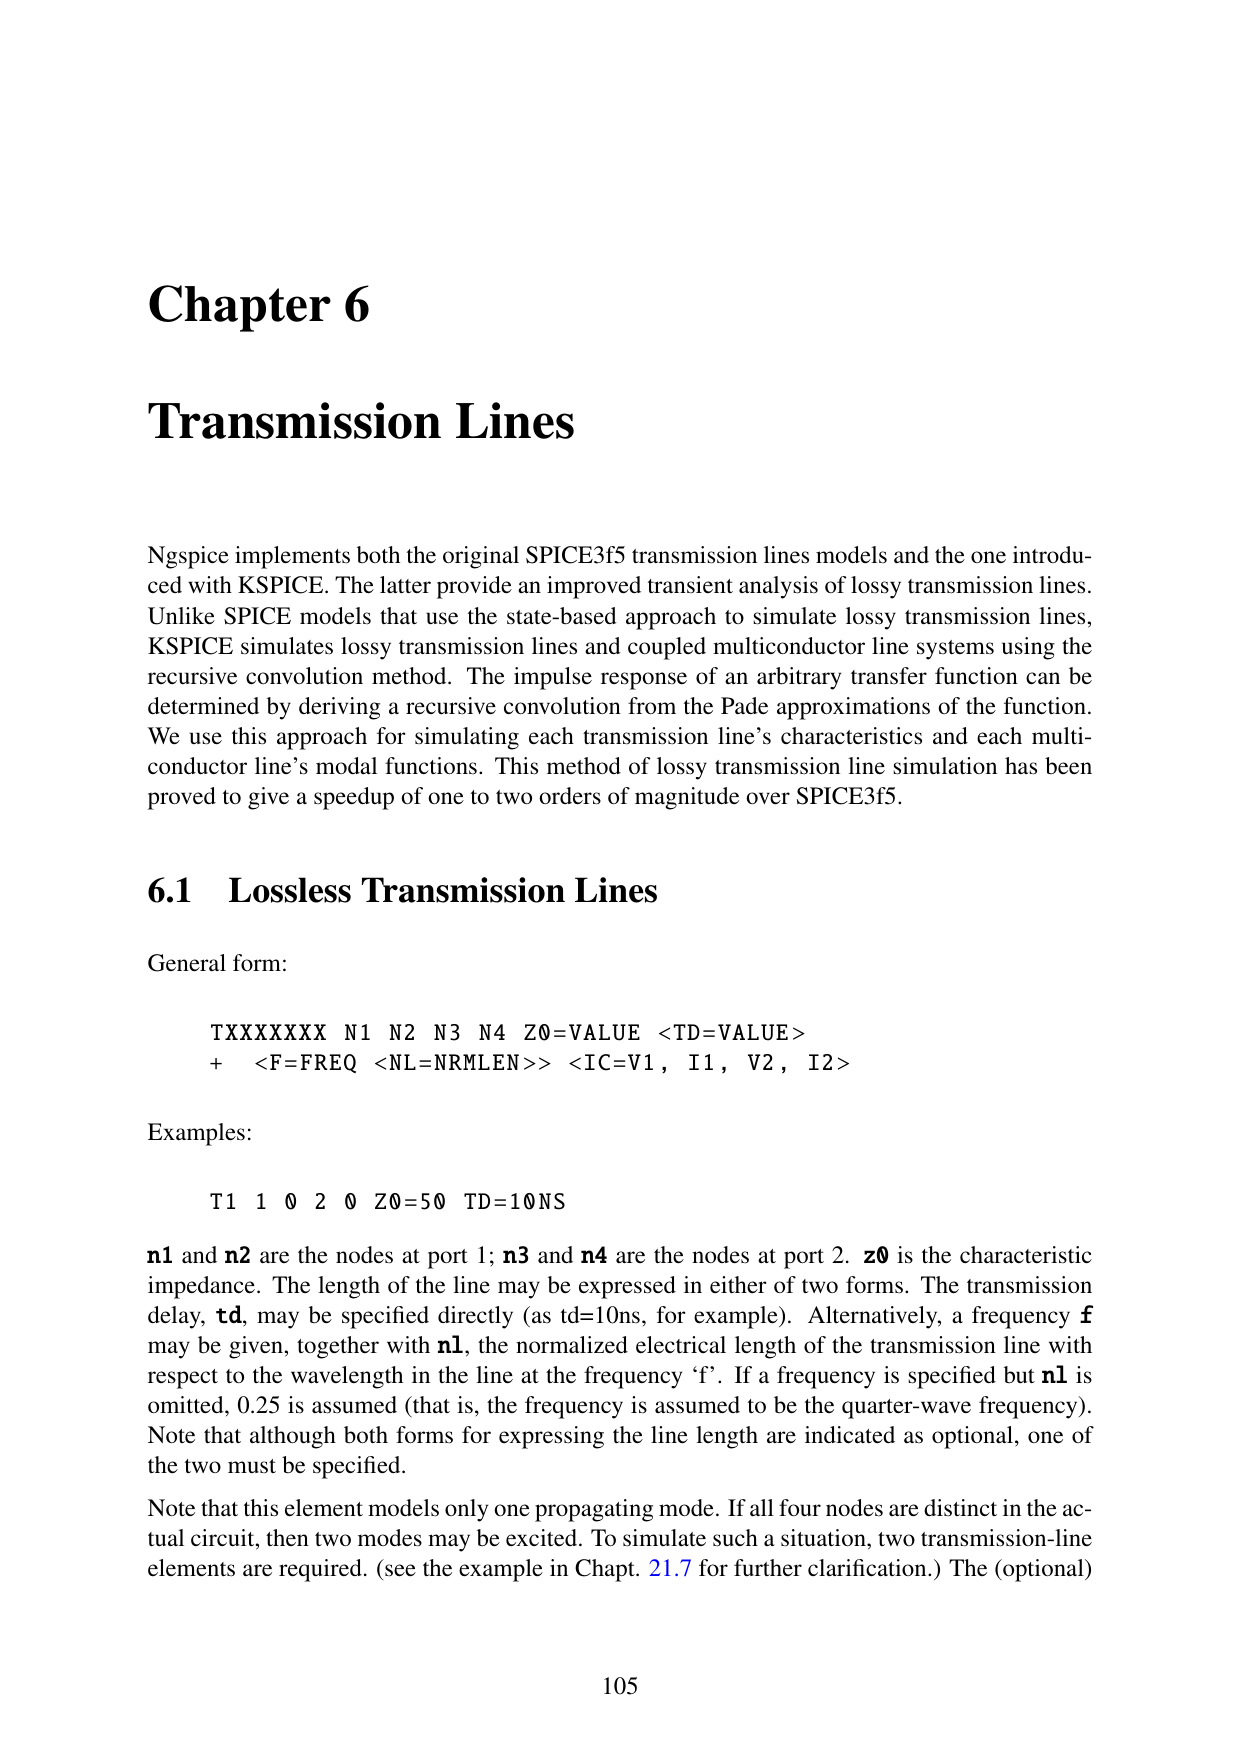 Chapter 6
Transmission Lines
Ngspice implements both the original SPICE3f5 transmission lines models and the one introdu-
ced with KSPICE. The latter provide an improved transient analysis of lossy transmission lines.
Unlike SPICE models that use the state-based approach to simulate lossy transmission lines,
KSPICE simulates lossy transmission lines and coupled multiconductor line systems using the
recursive convolution method. The impulse response of an arbitrary transfer function can be
determined by deriving a recursive convolution from the Pade approximations of the function.
We use this approach for simulating each transmission line's characteristics and each multi-
conductor line's modal functions. This method of lossy transmission line simulation has been
proved to give a speedup of one to two orders of magnitude over SPICE3f5.
6.1 Lossless Transmission Lines
General form:
TXXXXXXX N1 N2 N3 N4 Z0=VALUE <TD=VALUE>
+ <F=FREQ <NL=NRMLEN>> <IC=V1, I1, V2, I2>
Examples:
T1 1 0 2 0 Z0=50 TD=10NS
n1 and n2 are the nodes at port 1; n3 and n4 are the nodes at port 2. z0 is the characteristic
impedance. The length of the line may be expressed in either of two forms. The transmission
delay, td, may be specified directly (as td=10ns, for example). Alternatively, a frequency f
may be given, together with nl, the normalized electrical length of the transmission line with
respect to the wavelength in the line at the frequency ‘f’. If a frequency is specified but nl is
omitted, 0.25 is assumed (that is, the frequency is assumed to be the quarter-wave frequency).
Note that although both forms for expressing the line length are indicated as optional, one of
the two must be specified.
Note that this element models only one propagating mode. If all four nodes are distinct in the ac-
tual circuit, then two modes may be excited. To simulate such a situation, two transmission-line
elements are required. (see the example in Chapt. 21.7 for further clarification.) The (optional)
105